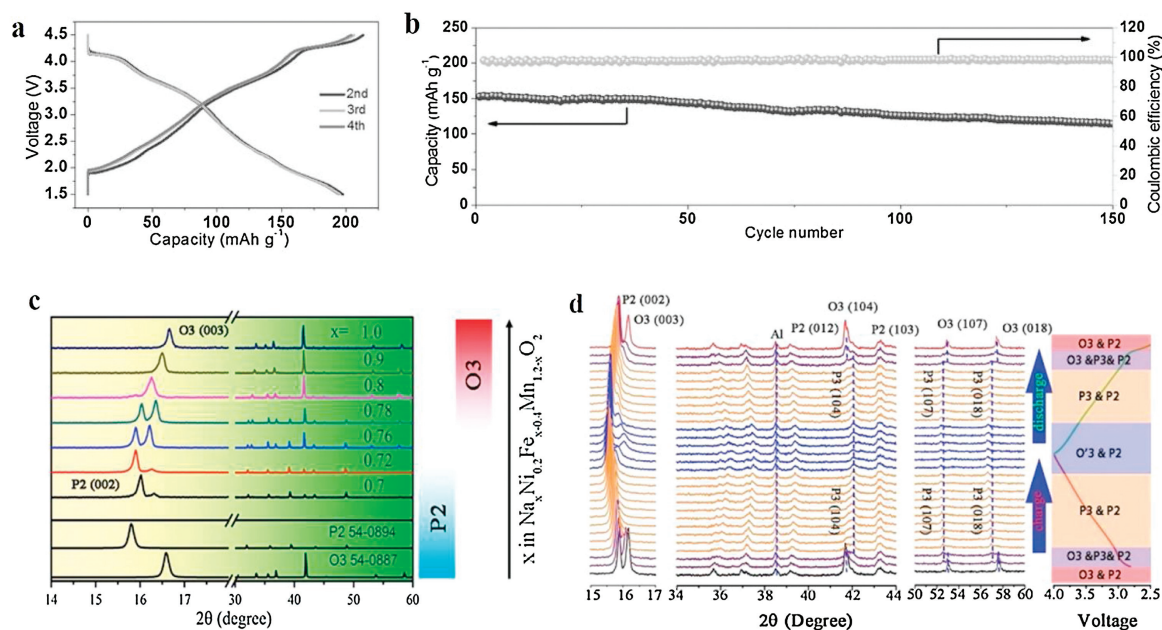 a
Voltage (V)
4.5
4.0
3.5
3.0
2.5
2.0
1.5
2nd
3rd
4th
0 50 100 150 200
Capacity (mAh g-1)
b
Capacity (mAh g-1)
250
200
150
100
50
0
50 100 150
Cycle number
120
100
80
60
40
20
0
Coulombic efficiency (%)
c
O3 (003)
x= 1.0
0.9
0.8
0.78
0.76
0.72
P2 (002)
0.7
P2 54-0894
O3 54-0887
14 16 17 30 40 50 60
2θ (degree)
O3
P2
x in NaxNi0.2Fex-0.4Mn1.2-xO2
d
P2 (002)
O3 (003)
Al
P2 (012)
O3 (104)
P2 (103)
O3 (107)
O3 (018)
P3 (104)
P3 (107)
P3 (018)
P3 (104)
P3 (107)
P3 (018)
15 16 17 34 36 38 40 42 44 50 52 54 56 58 60
2θ (Degree)
discharge
charge
O3 & P2
O3 &P3& P2
P3 & P2
O'3 & P2
P3 & P2
O3 &P3& P2
O3 & P2
4.0 3.5 3.0 2.5
Voltage